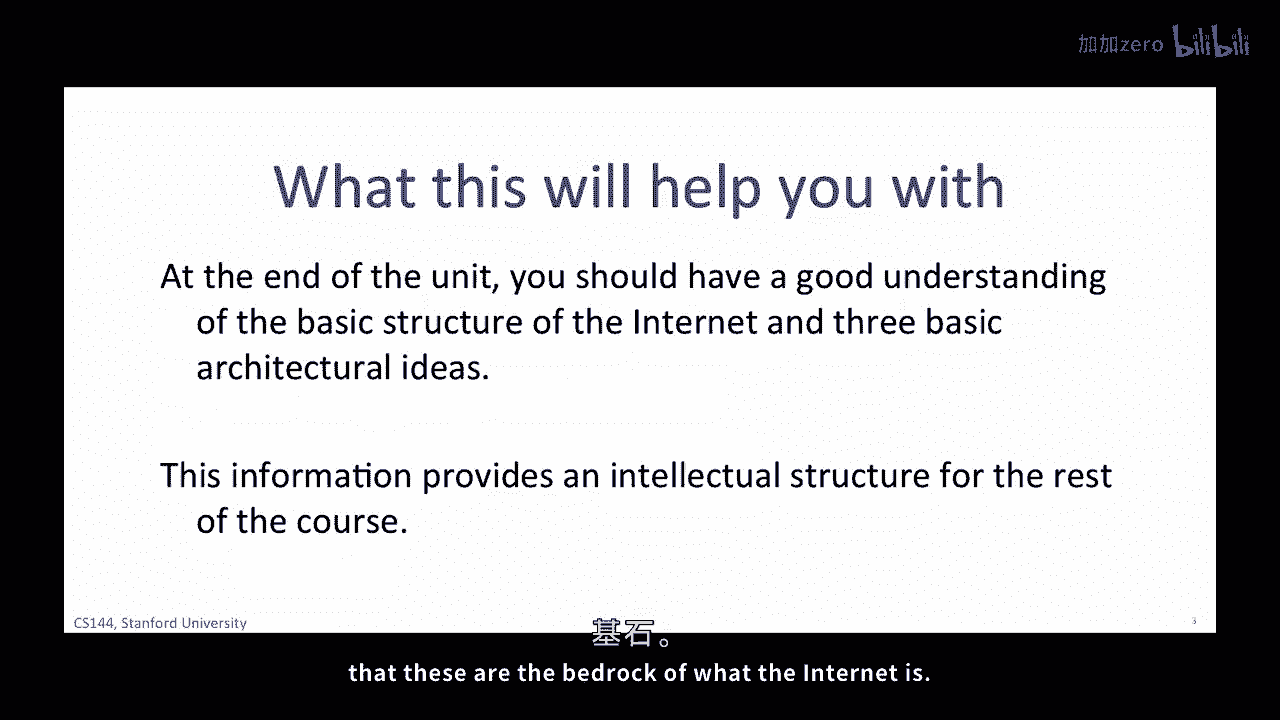 加加zero bilibili
What this will help you with
At the end of the unit, you should have a good understanding
of the basic structure of the Internet and three basic
architectural ideas.
This information provides an intellectual structure for the rest
of the course.
CS144, Stanford University
3
基石。
that these are the bedrock of what the Internet is.